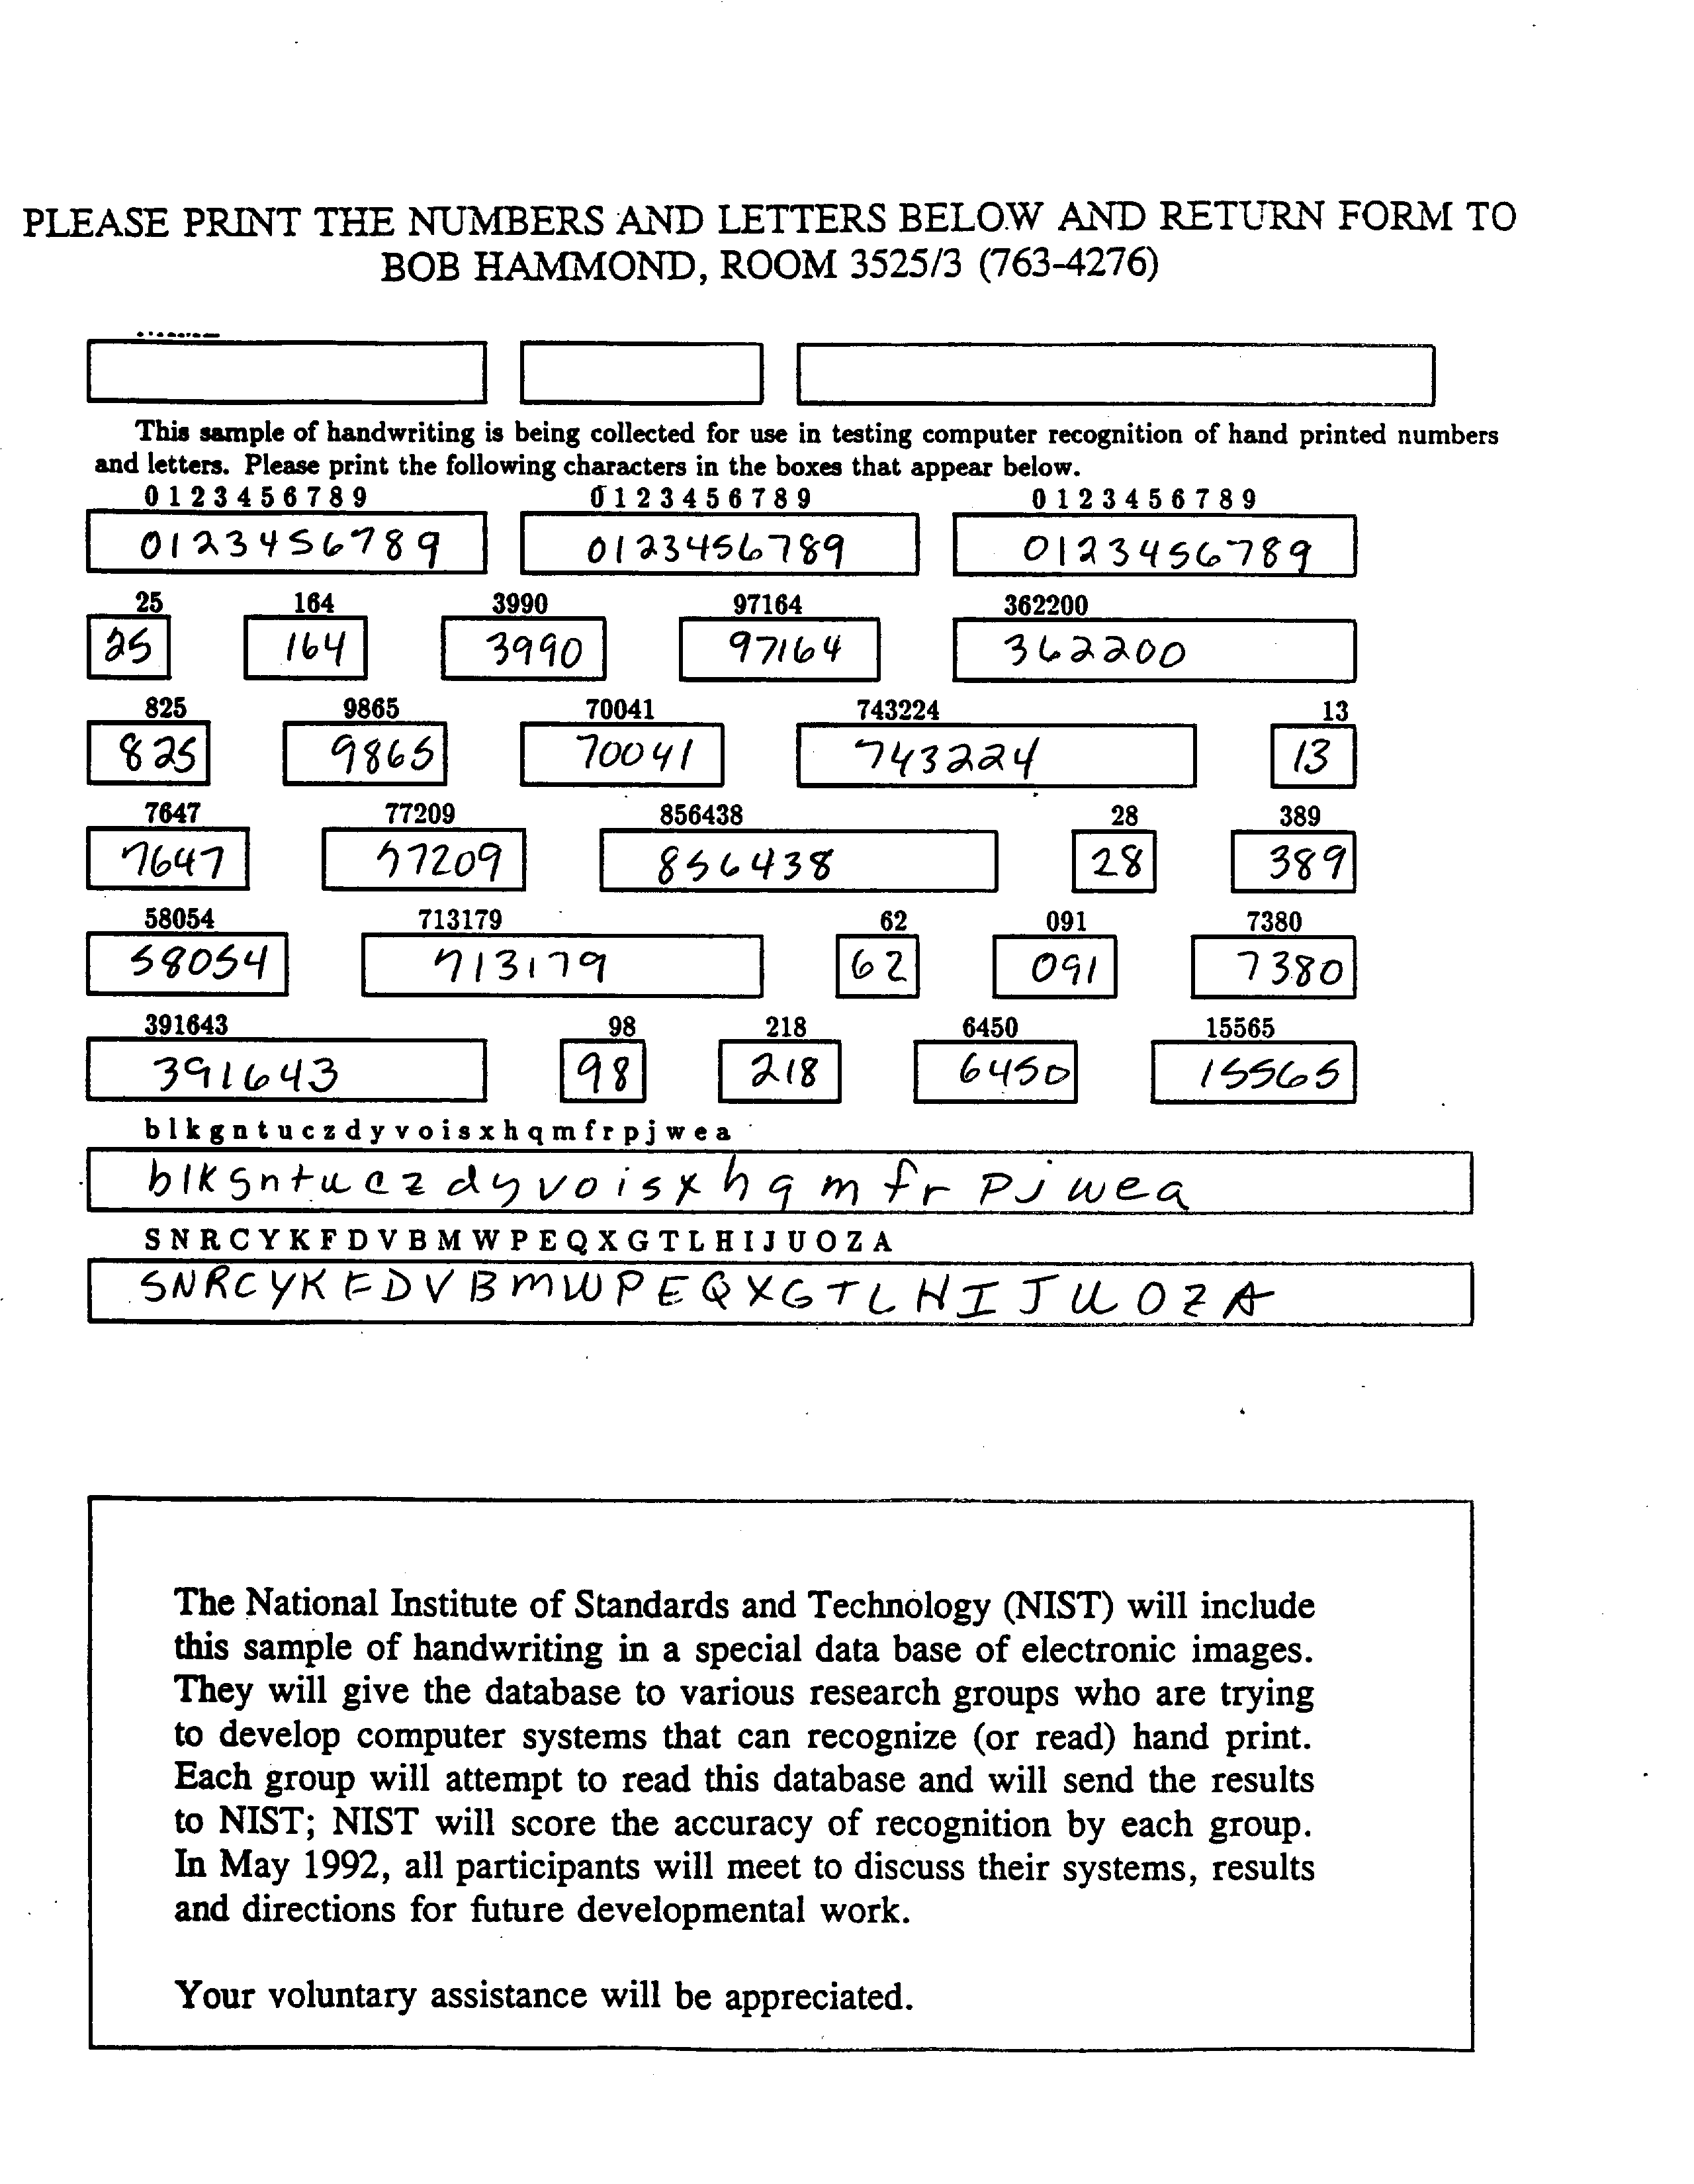 PLEASE PRINT THE NUMBERS AND LETTERS BELOW AND RETURN FORM TO
BOB HAMMOND, ROOM 3525/3 (763-4276)
This sample of handwriting is being collected for use in testing computer recognition of hand printed numbers
and letters. Please print the following characters in the boxes that appear below.
0 1 2 3 4 5 6 7 8 9 0 1 2 3 4 5 6 7 8 9 0 1 2 3 4 5 6 7 8 9
0123456789 0123456789 0123456789
25 164 3990 97164 362200
25 164 3990 97164 362200
825 9865 70041 743224 13
825 9865 70041 743224 13
7647 77209 856438 28 389
7647 77209 856438 28 389
58054 713179 62 091 7380
58054 713179 62 091 7380
391643 98 218 6450 15565
391643 98 218 6450 15565
b l k g n t u c z d y v o i s x h q m f r p j w e a
b l k g n t u c z d y v o i s x h q m f r p j w e a
S N R C Y K F D V B M W P E Q X G T L H I J U O Z A
S N R C Y K F D V B M W P E Q X G T L H I J U O Z A
The National Institute of Standards and Technology (NIST) will include
this sample of handwriting in a special data base of electronic images.
They will give the database to various research groups who are trying
to develop computer systems that can recognize (or read) hand print.
Each group will attempt to read this database and will send the results
to NIST; NIST will score the accuracy of recognition by each group.
In May 1992, all participants will meet to discuss their systems, results
and directions for future developmental work.
Your voluntary assistance will be appreciated.